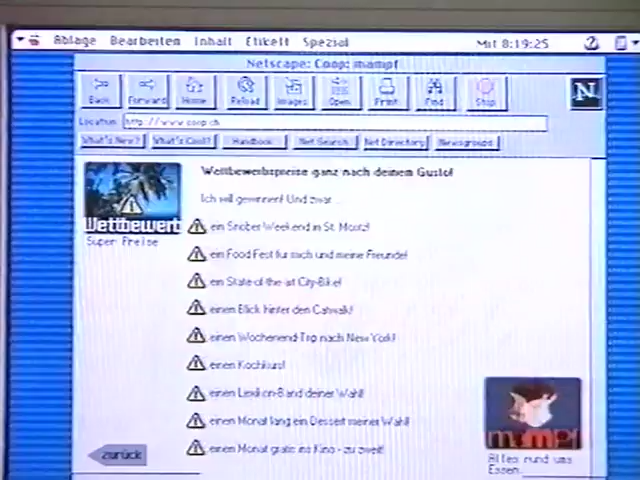 Ablage Bearbeiten Inhalt Etikett Spezial Mit 8:19:25
Netscape: Coop: mampf
Back Forward Home Reload Images Open Print Find Stop
N
Location: http://www.coop.ch
What's New? What's Cool? Handbook Net Search Net Directory Newsgroups
Wettbewerbspreise ganz nach deinem Gusto!
Ich will gewinnen! Und zwar...
Wettbewerb
Super Preise
ein Snöber-Weekend in St. Moritz!
ein Food Fest für mich und meine Freunde!
ein State-of-the-art City-Bike!
einen Blick hinter den Catwalk!
einen Wochenend-Trip nach New York!
einen Kochkurs!
einen Lexikon-Band deiner Wahl!
einen Monat lang ein Dessert meiner Wahl!
einen Monat gratis ins Kino - zu zweit!
zurück
mampf
Alles rund ums
Essen.